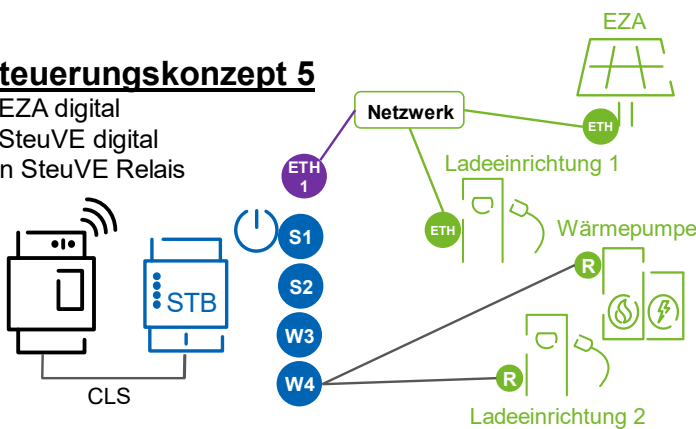 teuerungskonzept 5
EZA digital
SteuVE digital
n SteuVE Relais
EZA
Netzwerk
ETH
ETH
1
Ladeeinrichtung 1
ETH
S1
Wärmepumpe
R
S2
STB
W3
W4
R
CLS
Ladeeinrichtung 2